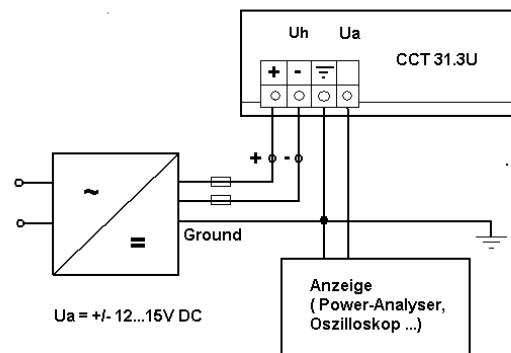 Uh Ua
CCT 31.3U
+ -
+ -
~
=
Ground
Anzeige
( Power-Analyser,
Oszilloskop ...)
Ua = +/- 12...15V DC